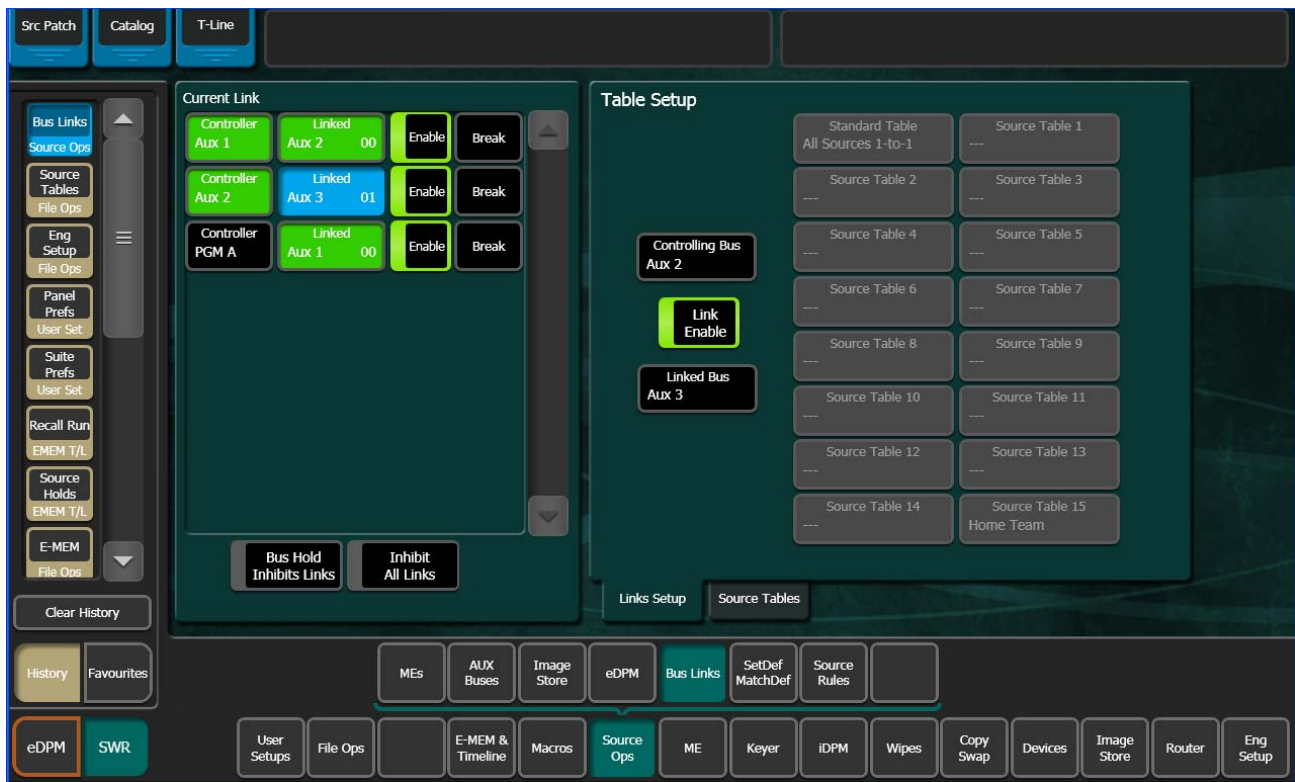 Src Patch
Catalog
T-Line
Bus Links
Source Ops
Source
Tables
File Ops
Eng
Setup
File Ops
Panel
Prefs
User Set
Suite
Prefs
User Set
Recall Run
EMEM T/L
Source
Holds
EMEM T/L
E-MEM
File Ops
Clear History
History
Favourites
Current Link
Controller
Aux 1
Linked
Aux 2 00
Enable
Break
Controller
Aux 2
Linked
Aux 3 01
Enable
Break
Controller
PGM A
Linked
Aux 1 00
Enable
Break
Bus Hold
Inhibits Links
Inhibit
All Links
Table Setup
Controlling Bus
Aux 2
Link
Enable
Linked Bus
Aux 3
Standard Table
All Sources 1-to-1
Source Table 1
---
Source Table 2
---
Source Table 3
---
Source Table 4
---
Source Table 5
---
Source Table 6
---
Source Table 7
---
Source Table 8
---
Source Table 9
---
Source Table 10
---
Source Table 11
---
Source Table 12
---
Source Table 13
---
Source Table 14
---
Source Table 15
Home Team
Links Setup
Source Tables
MEs
AUX
Buses
Image
Store
eDPM
Bus Links
SetDef
MatchDef
Source
Rules
eDPM
SWR
User
Setups
File Ops
E-MEM &
Timeline
Macros
Source
Ops
ME
Keyer
iDPM
Wipes
Copy
Swap
Devices
Image
Store
Router
Eng
Setup